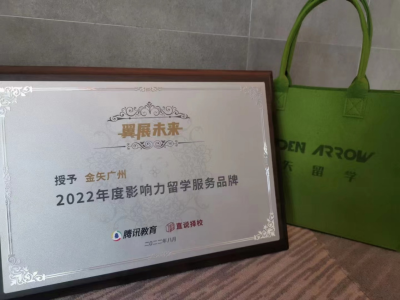 翼展未来
授予 金矢广州
2022年度影响力留学服务品牌
腾讯教育
DEN ARROW
矢 留 学